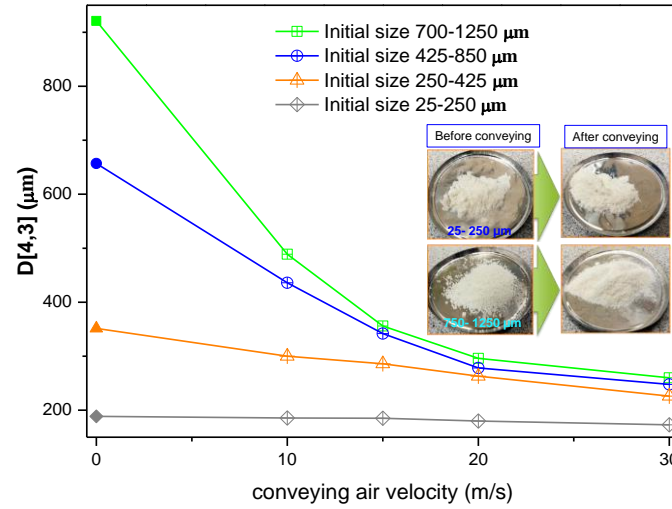 Initial size 700-1250 μm
Initial size 425-850 μm
Initial size 250-425 μm
Initial size 25-250 μm
Before conveying
After conveying
25- 250 μm
750- 1250 μm
D[4,3] (μm)
800
600
400
200
0
10
20
30
conveying air velocity (m/s)